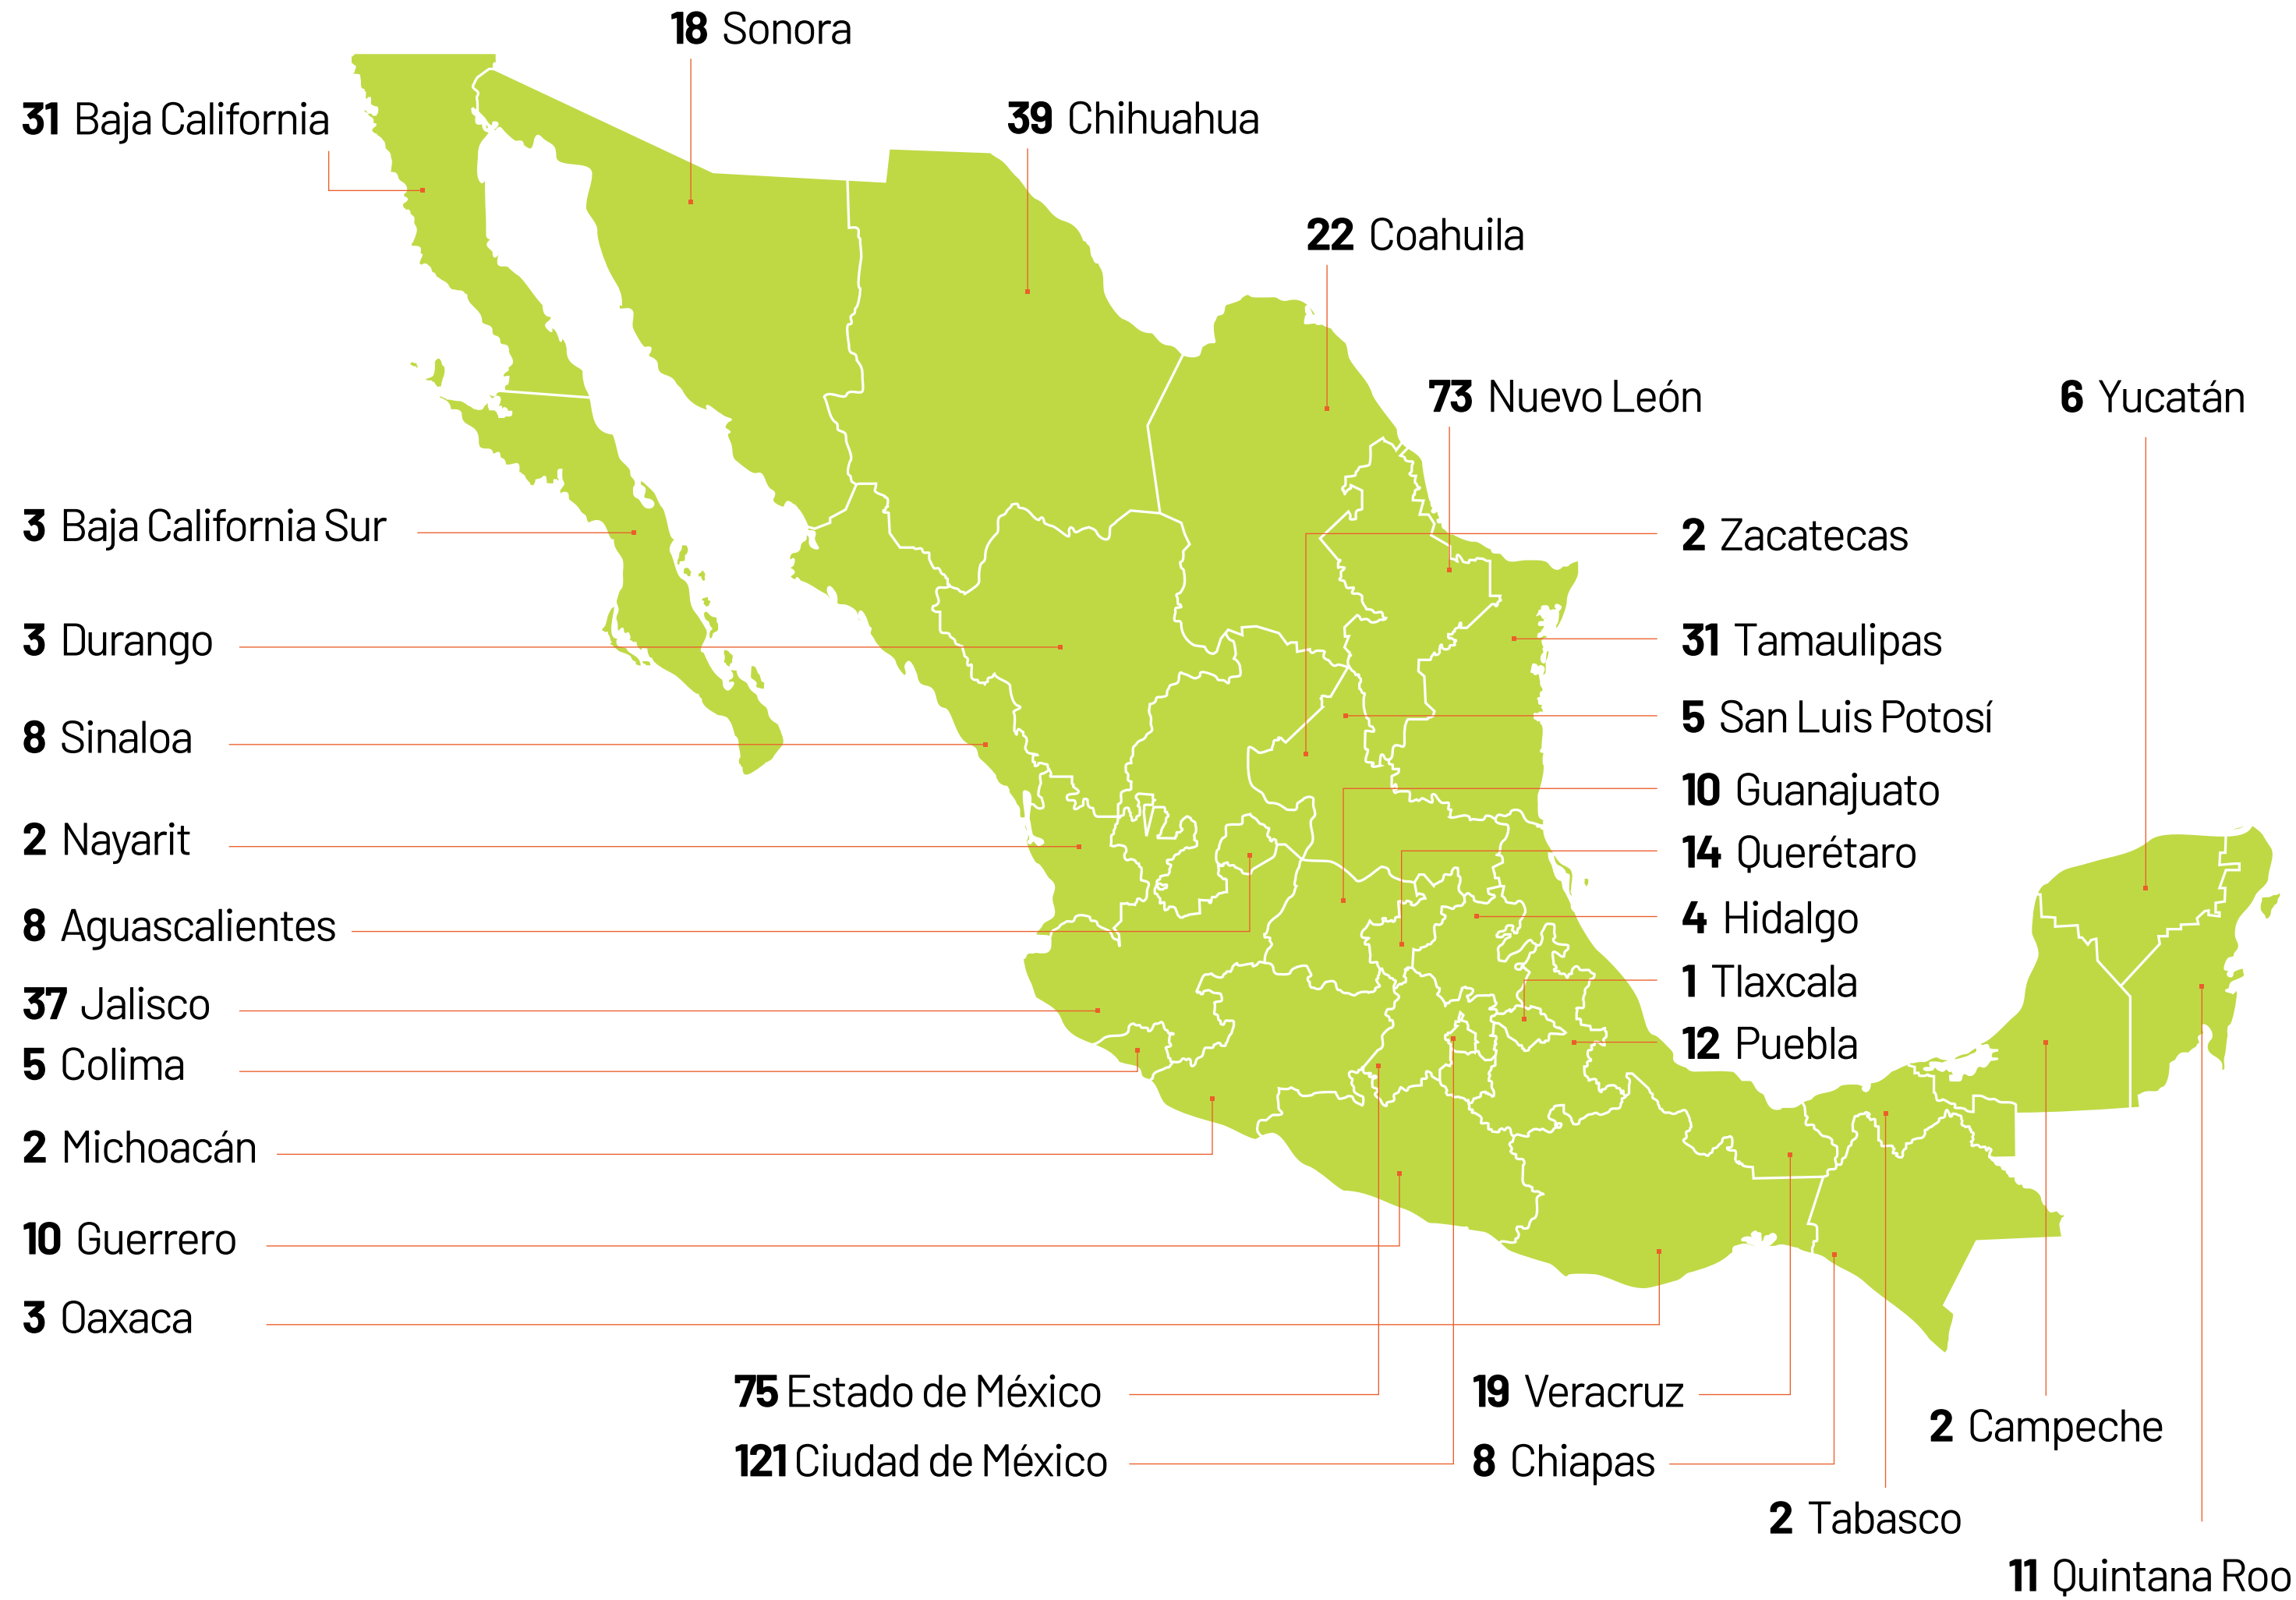 18 Sonora
31 Baja California
39 Chihuahua
22 Coahuila
73 Nuevo León
6 Yucatán
3 Baja California Sur
2 Zacatecas
3 Durango
31 Tamaulipas
8 Sinaloa
5 San Luis Potosí
10 Guanajuato
2 Nayarit
14 Querétaro
8 Aguascalientes
4 Hidalgo
37 Jalisco
1 Tlaxcala
5 Colima
12 Puebla
2 Michoacán
10 Guerrero
3 Oaxaca
75 Estado de México
19 Veracruz
2 Campeche
121 Ciudad de México
8 Chiapas
2 Tabasco
11 Quintana Roo